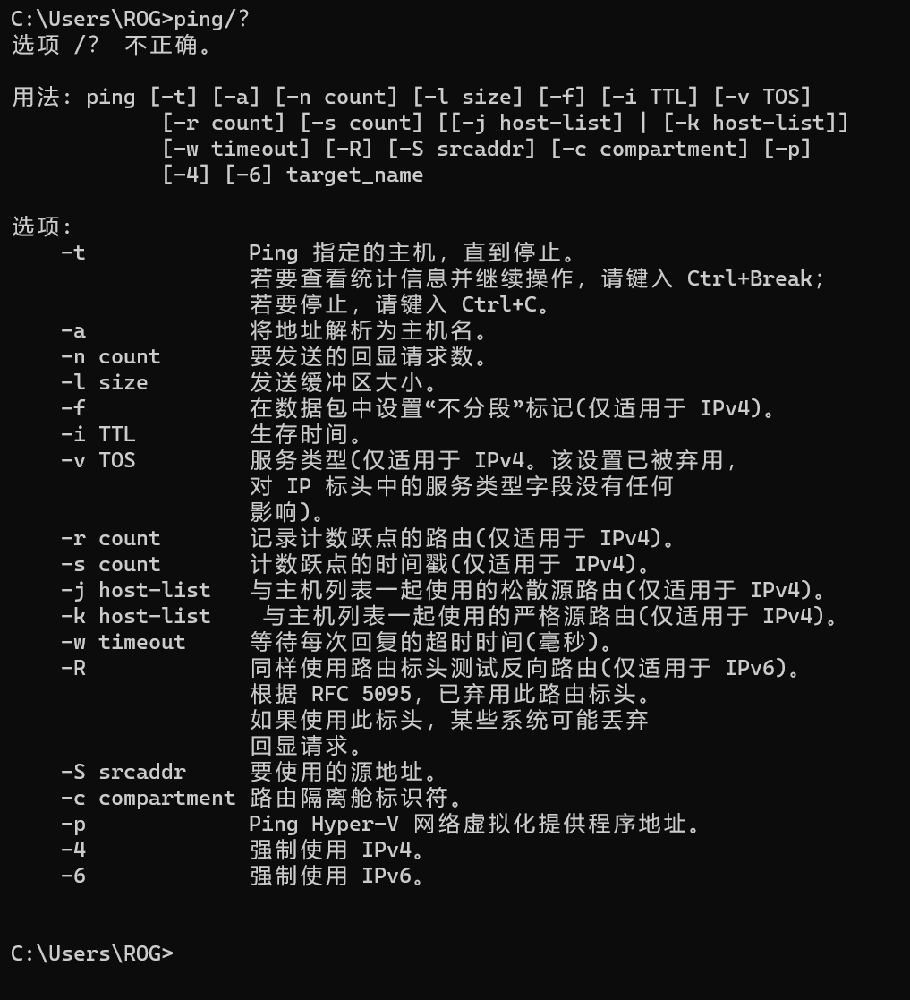 C:\Users\ROG>ping/?
选项 /? 不正确。
用法: ping [-t] [-a] [-n count] [-l size] [-f] [-i TTL] [-v TOS]
[-r count] [-s count] [[-j host-list] | [-k host-list]]
[-w timeout] [-R] [-S srcaddr] [-c compartment] [-p]
[-4] [-6] target_name
选项:
-t Ping 指定的主机，直到停止。
若要查看统计信息并继续操作，请键入 Ctrl+Break;
若要停止，请键入 Ctrl+C。
-a 将地址解析为主机名。
-n count 要发送的回显请求数。
-l size 发送缓冲区大小。
-f 在数据包中设置“不分段”标记(仅适用于 IPv4)。
-i TTL 生存时间。
-v TOS 服务类型(仅适用于 IPv4。该设置已被弃用，
对 IP 标头中的服务类型字段没有任何
影响)。
-r count 记录计数跃点的路由(仅适用于 IPv4)。
-s count 计数跃点的时间戳(仅适用于 IPv4)。
-j host-list 与主机列表一起使用的松散源路由(仅适用于 IPv4)。
-k host-list 与主机列表一起使用的严格源路由(仅适用于 IPv4)。
-w timeout 等待每次回复的超时时间(毫秒)。
-R 同样使用路由标头测试反向路由(仅适用于 IPv6)。
根据 RFC 5095，已弃用此路由标头。
如果使用此标头，某些系统可能丢弃
回显请求。
-S srcaddr 要使用的源地址。
-c compartment 路由隔离舱标识符。
-p Ping Hyper-V 网络虚拟化提供程序地址。
-4 强制使用 IPv4。
-6 强制使用 IPv6。
C:\Users\ROG>